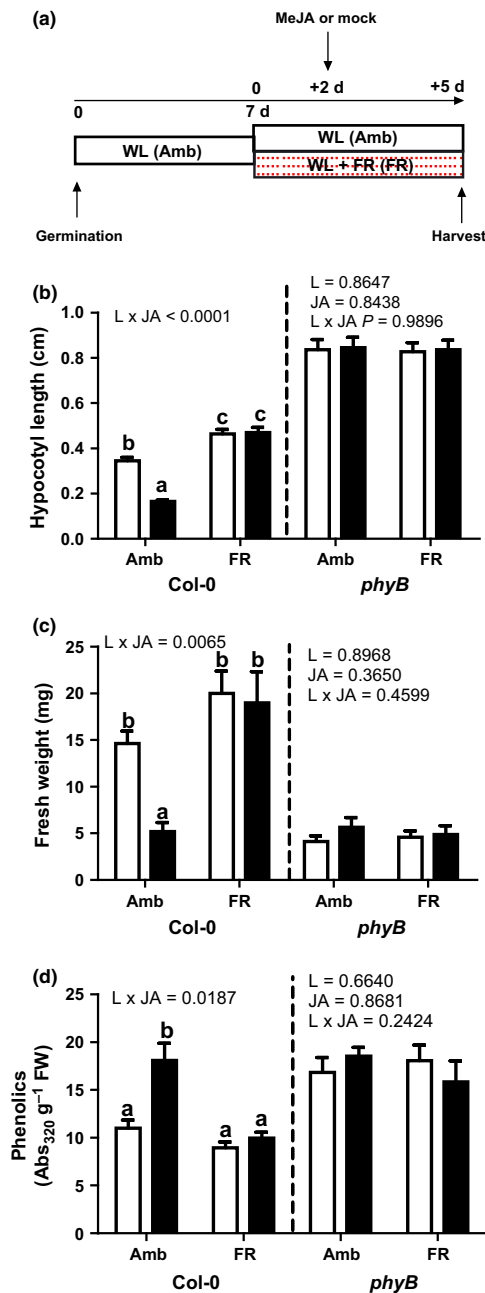 (a)
MeJA or mock
0 +2 d +5 d
0 7 d
WL (Amb)
WL (Amb)
WL + FR (FR)
Germination
Harvest
(b)
L x JA < 0.0001
L = 0.8647
JA = 0.8438
L x JA P = 0.9896
Hypocotyl length (cm)
1.0
0.8
0.6
0.4
0.2
0.0
b
a
c
c
Amb FR Amb FR
Col-0 phyB
(c)
L x JA = 0.0065
L = 0.8968
JA = 0.3650
L x JA = 0.4599
Fresh weight (mg)
25
20
15
10
5
0
b
a
b
b
Amb FR Amb FR
Col-0 phyB
(d)
L x JA = 0.0187
L = 0.6640
JA = 0.8681
L x JA = 0.2424
Phenolics
(Abs₃₂₀ g⁻¹ FW)
25
20
15
10
5
0
a
b
a
a
Amb FR Amb FR
Col-0 phyB